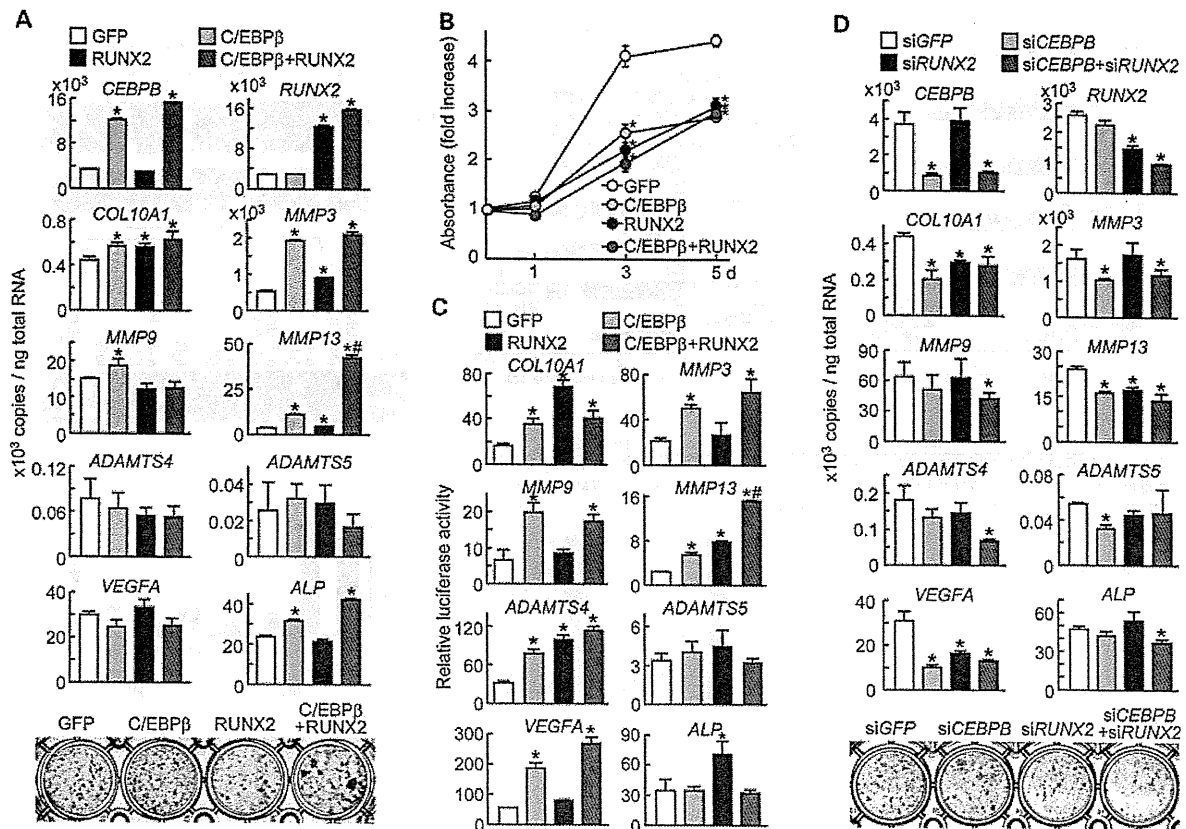 A
GFP
C/EBPβ
RUNX2
C/EBPβ+RUNX2
x10³
CEBPB
RUNX2
16
12
8
4
0
16
12
8
4
0
*
*
*
*
COL10A1
MMP3
0.8
0.4
0
x10³
2
1
0
*
*
*
*
*
*
MMP9
MMP13
30
15
0
50
25
0
*
*
*
*#
ADAMTS4
ADAMTS5
0.12
0.06
0
0.04
0.02
0
VEGFA
ALP
40
20
0
40
20
0
*
*
x10³ copies / ng total RNA
GFP
C/EBPβ
RUNX2
C/EBPβ
+RUNX2
B
Absorbance (fold increase)
4
3
2
1
0
1
3
5 d
GFP
C/EBPβ
RUNX2
C/EBPβ+RUNX2
C
GFP
C/EBPβ
RUNX2
C/EBPβ+RUNX2
COL10A1
MMP3
80
40
0
80
40
0
*
*
*
*
*
MMP9
MMP13
20
10
0
16
8
0
*
*
*
*
*#
ADAMTS4
ADAMTS5
120
60
0
6
3
0
*
*
*
VEGFA
ALP
300
200
100
0
90
60
30
0
*
*
*
Relative luciferase activity
D
siGFP
siCEBPB
siRUNX2
siCEBPB+siRUNX2
x10³
CEBPB
RUNX2
6
4
2
0
x10³
3
2
1
0
*
*
*
*
COL10A1
MMP3
0.4
0.2
0
x10³
3
2
1
0
*
*
*
*
*
MMP9
MMP13
90
60
30
0
30
15
0
*
*
*
*
ADAMTS4
ADAMTS5
0.2
0.1
0
0.08
0.04
0
*
*
VEGFA
ALP
40
20
0
60
40
20
0
*
*
*
*
x10³ copies / ng total RNA
siGFP
siCEBPB
siRUNX2
siCEBPB
+siRUNX2